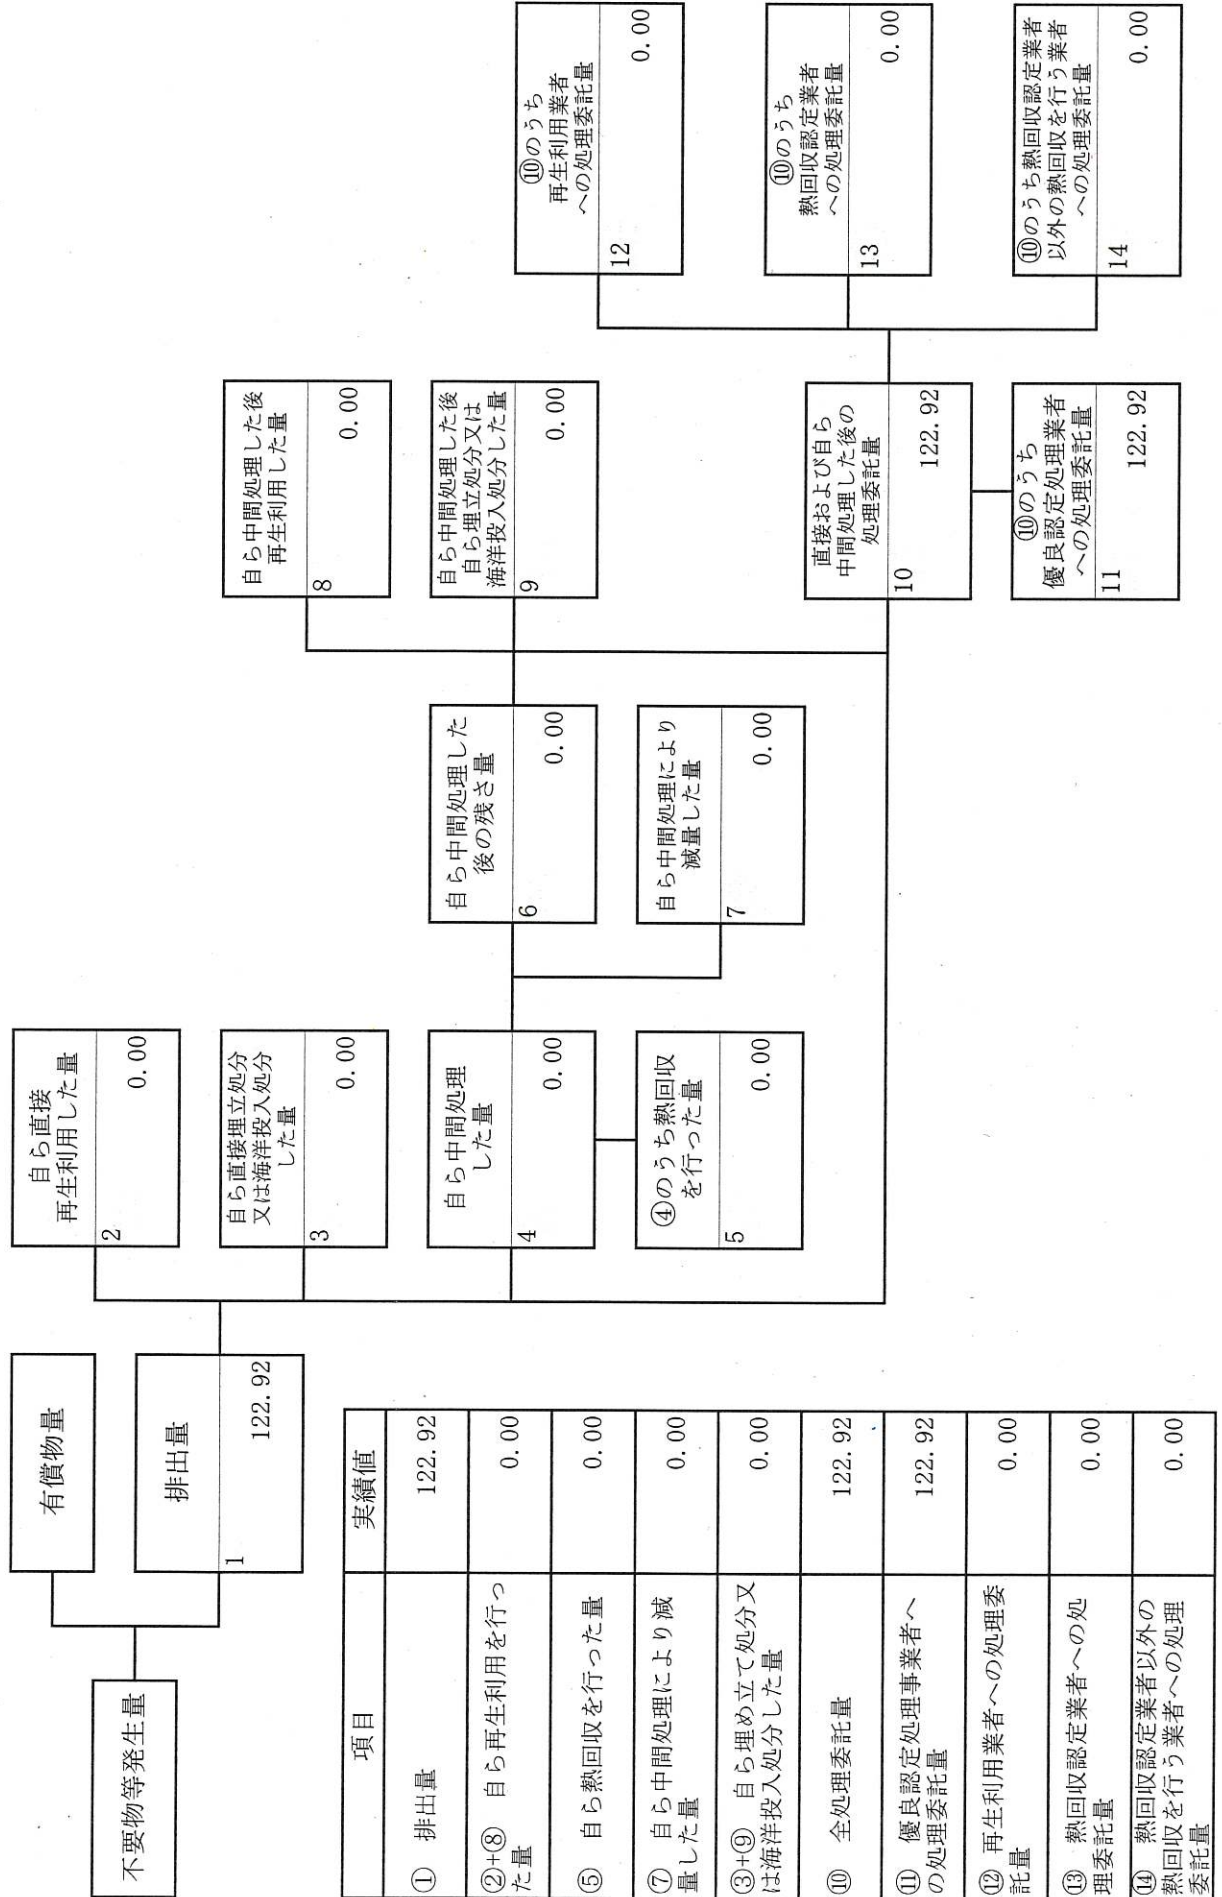 不要物等発生量
有償物量
排出量
1
122.92
自ら直接
再生利用した量
2
0.00
自ら直接埋立処分
又は海洋投入処分
した量
3
0.00
自ら中間処理
した量
4
0.00
④のうち熱回収
を行った量
5
0.00
自ら中間処理した
後の残さ量
6
0.00
自ら中間処理により
減量した量
7
0.00
自ら中間処理した後
再生利用した量
8
0.00
自ら中間処理した後
自ら埋立処分又は
海洋投入処分した量
9
0.00
直接および自ら
中間処理した後の
処理委託量
10
122.92
⑩のうち
優良認定処理業者
への処理委託量
11
122.92
⑩のうち
再生利用業者
への処理委託量
12
0.00
⑩のうち
熱回収認定業者
への処理委託量
13
0.00
⑩のうち熱回収認定業者
以外の熱回収を行う業者
への処理委託量
14
0.00
項目 実績値
① 排出量 122.92
②+⑧ 自ら再生利用を行っ
た量 0.00
⑤ 自ら熱回収を行った量 0.00
⑦ 自ら中間処理により減
量した量 0.00
③+⑨ 自ら埋め立て処分又
は海洋投入処分した量 0.00
⑩ 全処理委託量 122.92
⑪ 優良認定処理事業者へ
の処理委託量 122.92
⑫ 再生利用業者への処理委
託量 0.00
⑬ 熱回収認定業者への処
理委託量 0.00
⑭ 熱回収認定業者以外の
熱回収を行う業者への処理
委託量 0.00